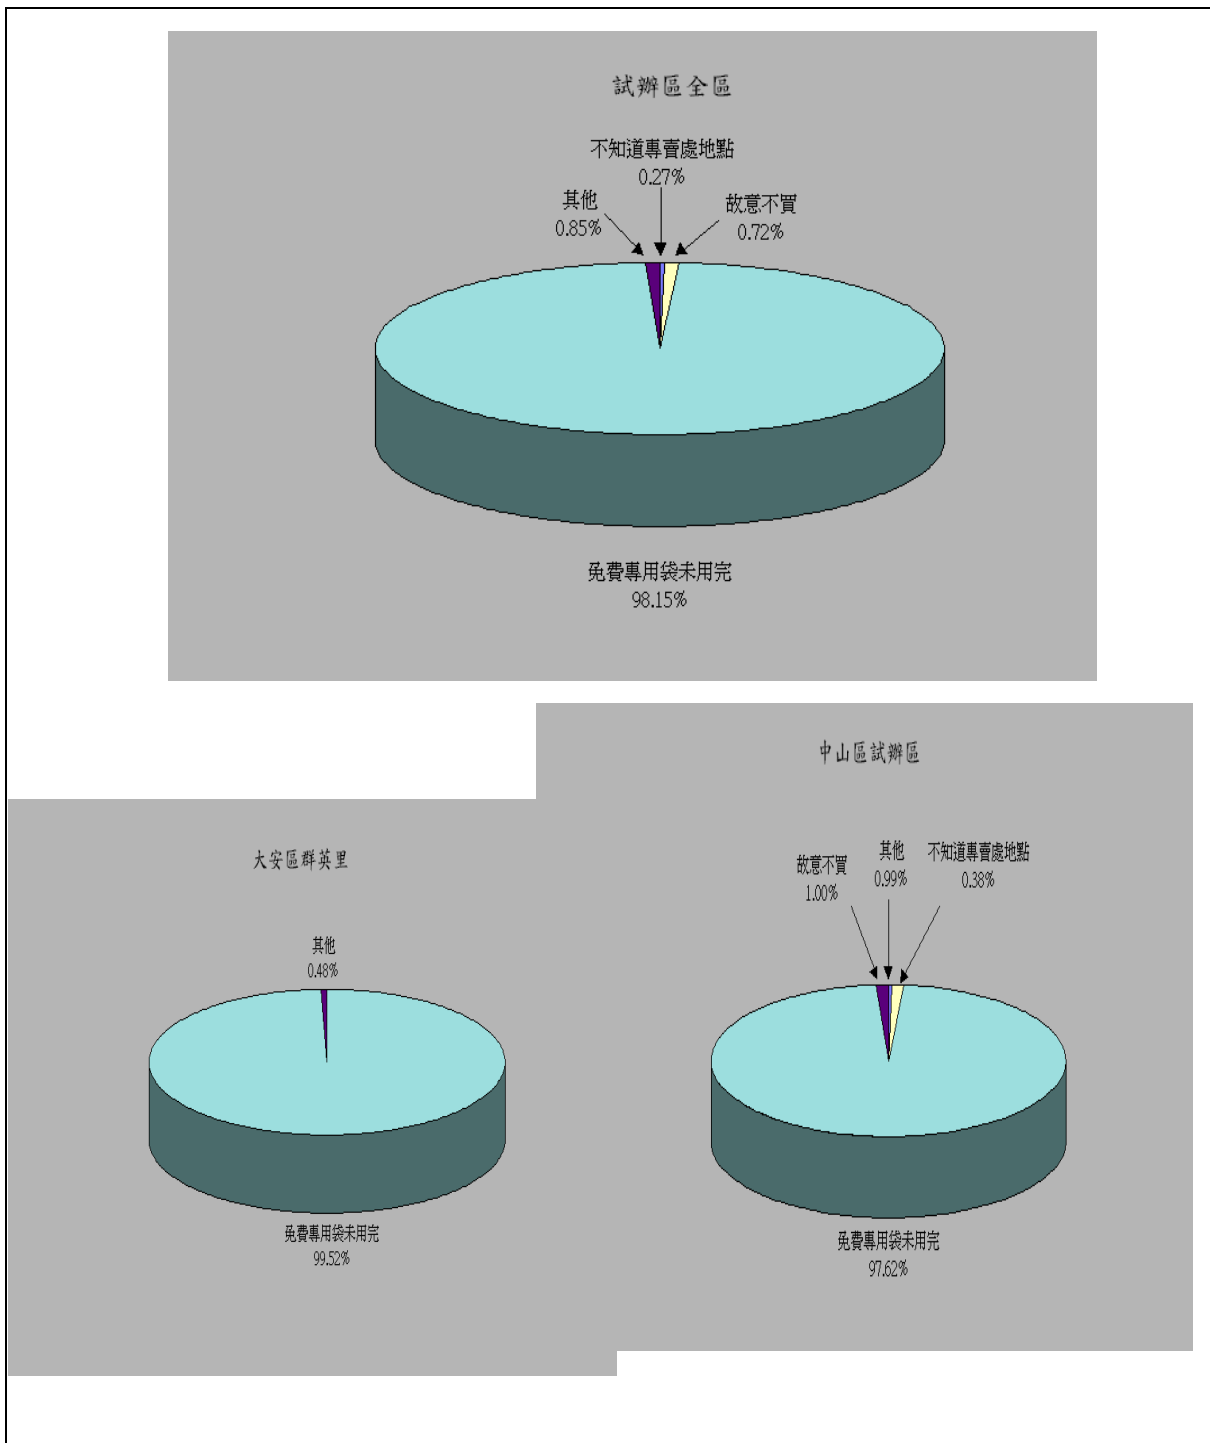 試辦區全區
不知道專賣處地點
0.27%
其他
0.85%
故意不買
0.72%
免費專用袋未用完
98.15%
大安區群英里
其他
0.48%
免費專用袋未用完
99.52%
中山區試辦區
故意不買
1.00%
其他
0.99%
不知道專賣處地點
0.38%
免費專用袋未用完
97.62%